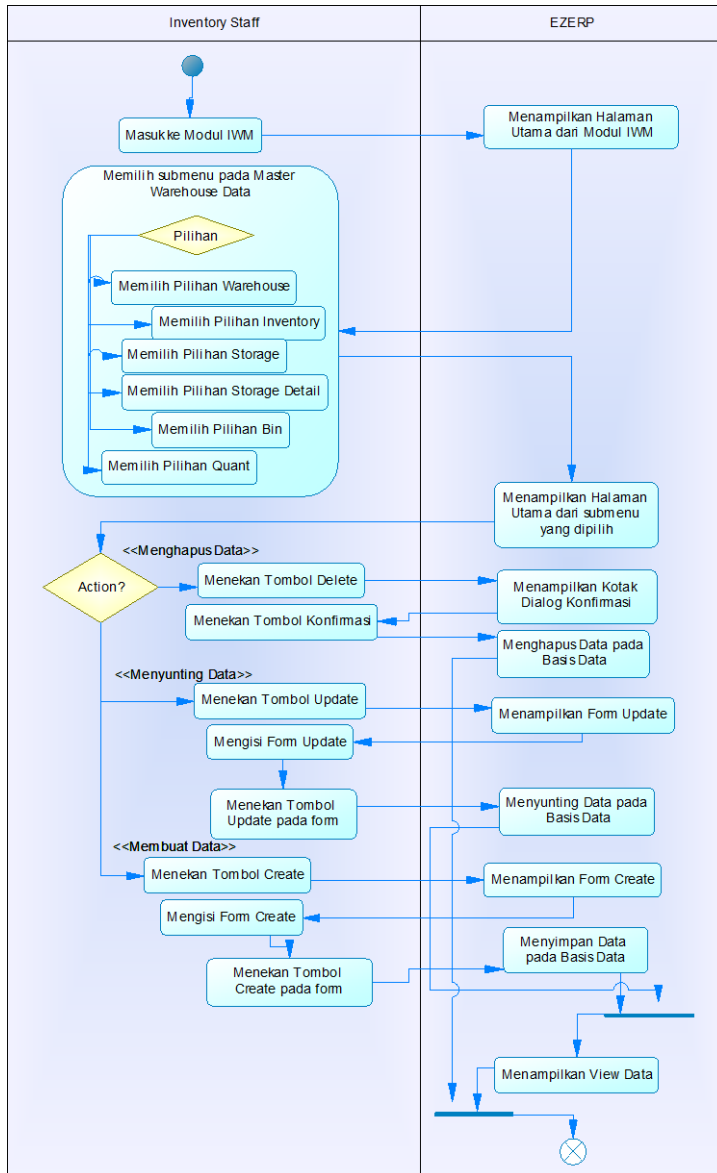 Inventory Staff
EZERP
Masukke Modul IWM
Menampilkan Halaman
Utama dari Modul IWM
Memilih submenu pada Master
Warehouse Data
Pilihan
Memilih Pilihan Warehouse
Memilih Pilihan Inventory
Memilih Pilihan Storage
Memilih Pilihan Storage Detail
Memilih Pilihan Bin
Memilih Pilihan Quant
Menampilkan Halaman
Utama dari submenu
yang dipilih
<<Menghapus Data>>
Action?
Menekan Tombol Delete
Menampilkan Kotak
Dialog Konfirmasi
Menekan Tombol Konfirmasi
Menghapus Data pada
Basis Data
<<Menyunting Data>>
Menekan Tombol Update
Menampilkan Form Update
Mengisi Form Update
Menekan Tombol
Update pada form
Menyunting Data pada
Basis Data
<<Membuat Data>>
Menekan Tombol Create
Menampilkan Form Create
Mengisi Form Create
Menekan Tombol
Create pada form
Menyimpan Data
pada Basis Data
Menampilkan View Data